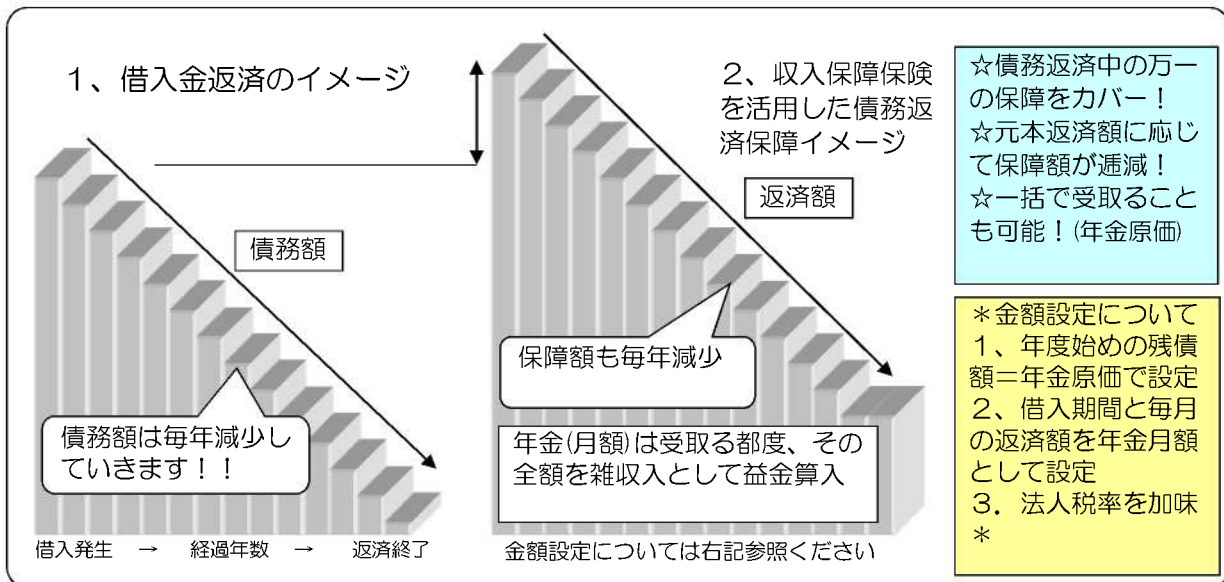 1、借入金返済のイメージ
債務額
債務額は毎年減少し
ていきます！！
借入発生 → 経過年数 → 返済終了
2、収入保障保険
を活用した債務返
済保障イメージ
返済額
保障額も毎年減少
年金(月額)は受取る都度、その
全額を雑収入として益金算入
金額設定については右記参照ください
☆債務返済中の万一
の保障をカバー！
☆元本返済額に応じ
て保障額が逓減！
☆一括で受取ること
も可能！(年金原価)
＊金額設定について
1、年度始めの残債
額＝年金原価で設定
2、借入期間と毎月
の返済額を年金月額
として設定
3．法人税率を加味
＊